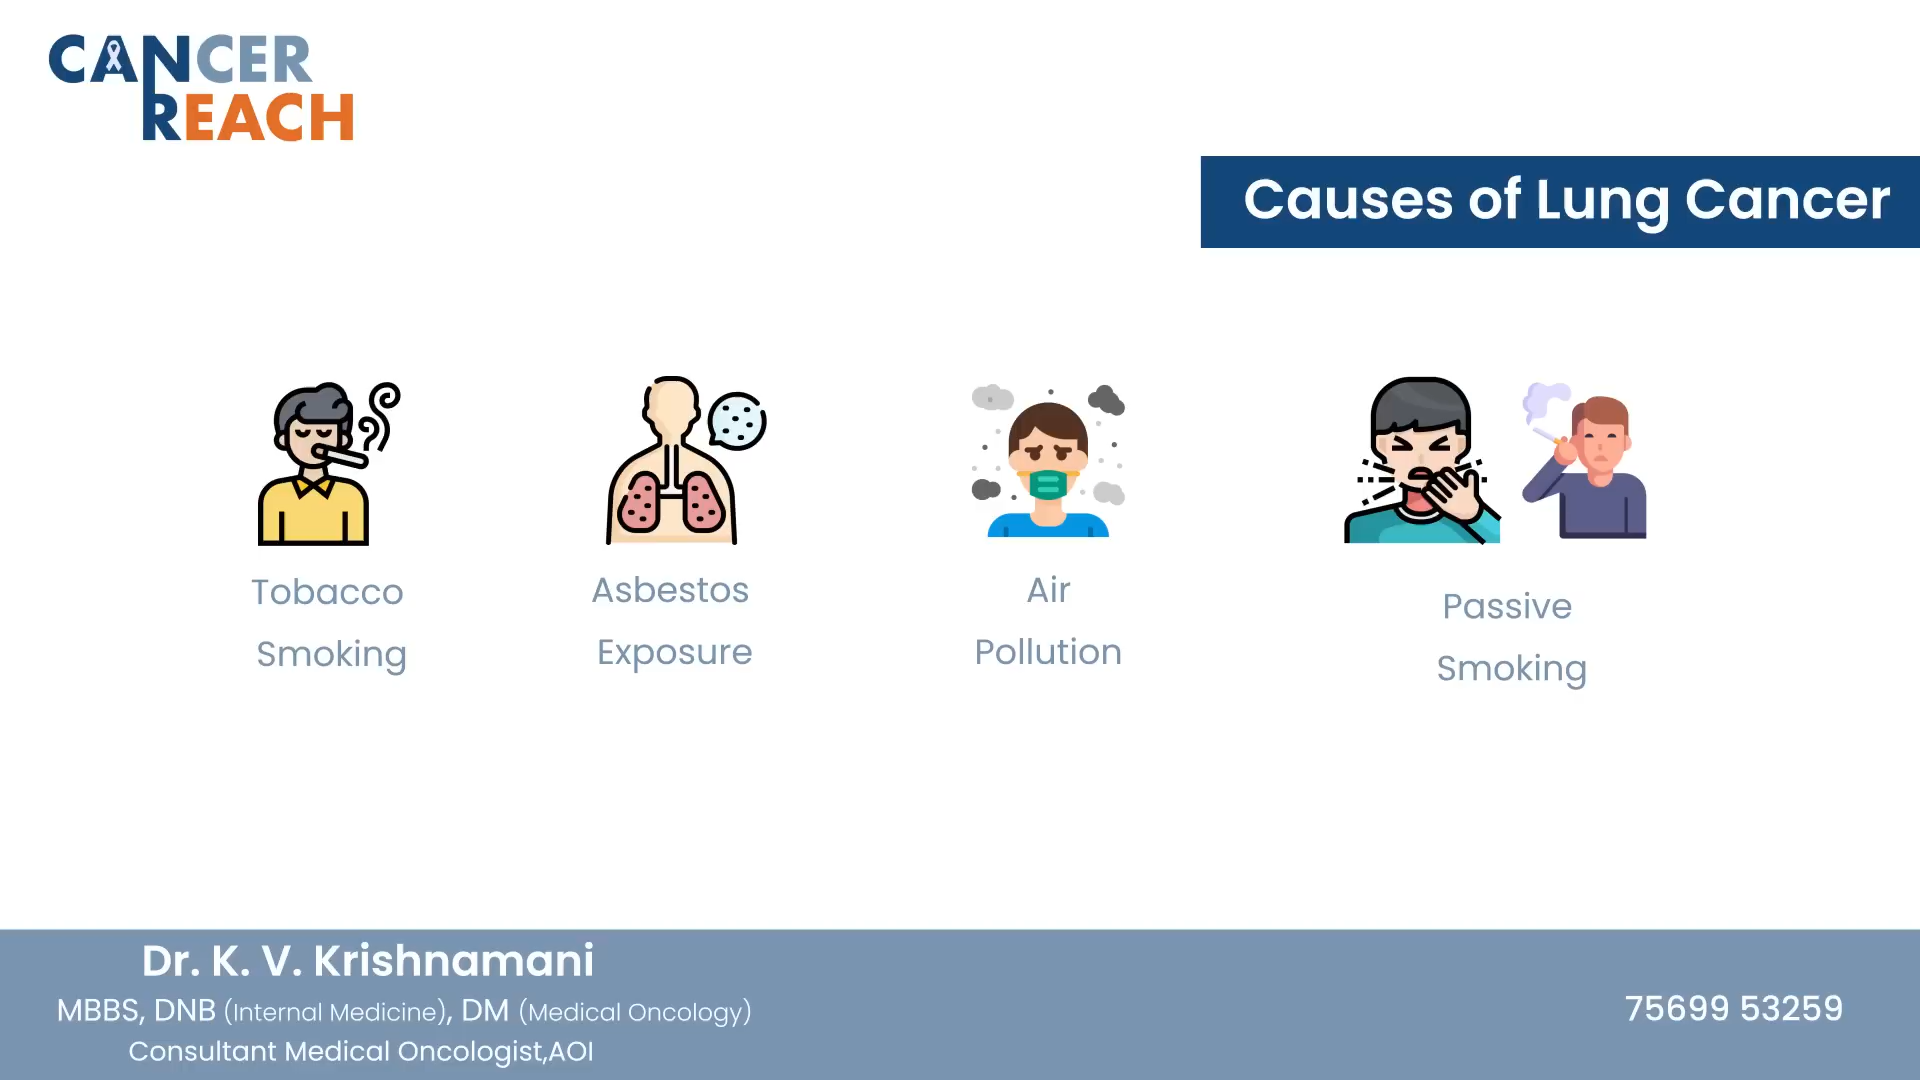 CANCER
REACH
Causes of Lung Cancer
Tobacco
Smoking
Asbestos
Exposure
Air
Pollution
Passive
Smoking
Dr. K. V. Krishnamani
MBBS, DNB (Internal Medicine), DM (Medical Oncology)
Consultant Medical Oncologist,AOI
75699 53259